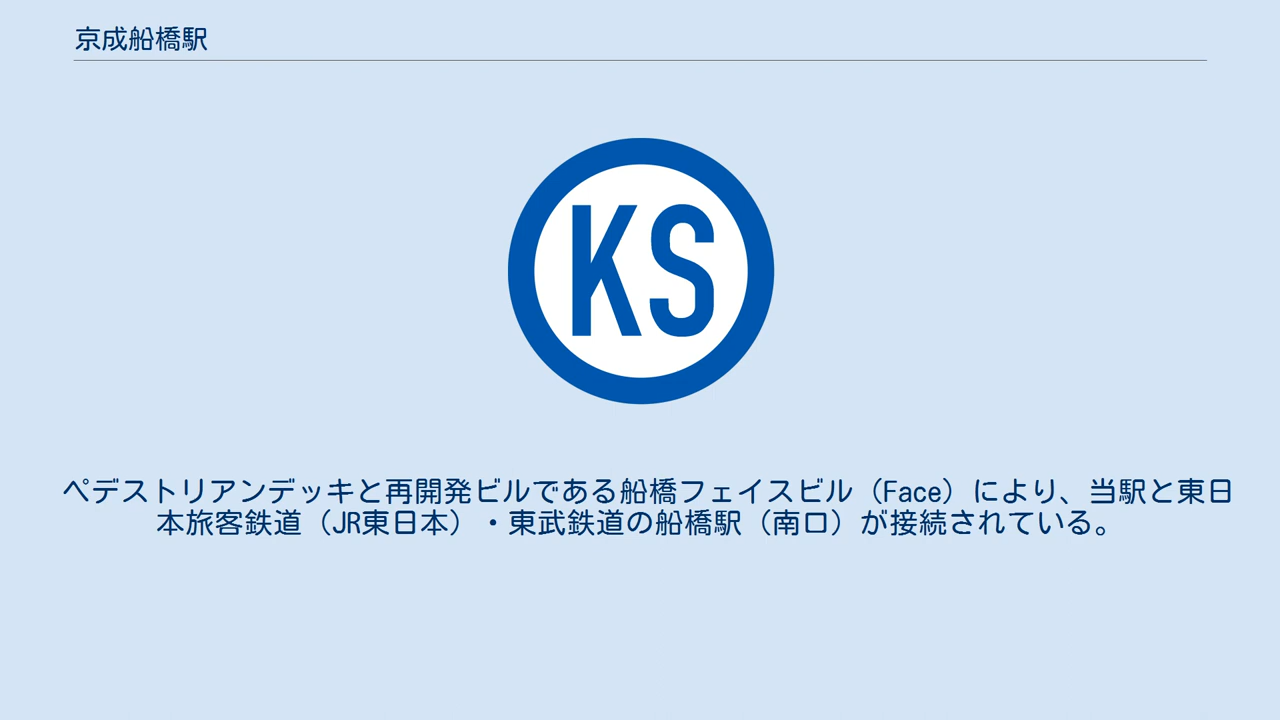 京成船橋駅
KS
ペデストリアンデッキと再開発ビルである船橋フェイスビル（Face）により、当駅と東日
本旅客鉄道（JR東日本）・東武鉄道の船橋駅（南口）が接続されている。